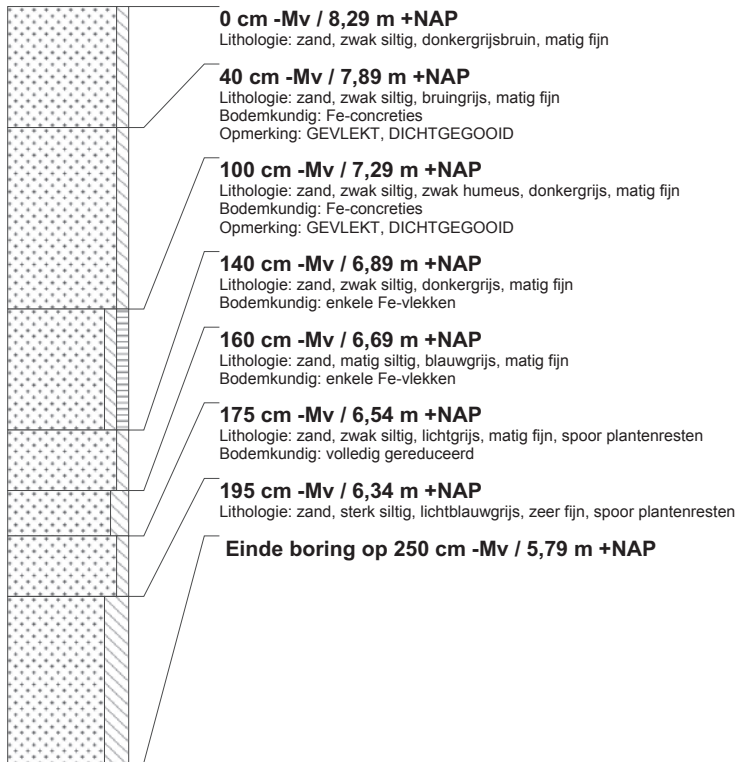 0 cm -Mv / 8,29 m +NAP
Lithologie: zand, zwak siltig, donkergrijsbruin, matig fijn
40 cm -Mv / 7,89 m +NAP
Lithologie: zand, zwak siltig, bruingrijs, matig fijn
Bodemkundig: Fe-concreties
Opmerking: GEVLEKT, DICHTGEGOOID
100 cm -Mv / 7,29 m +NAP
Lithologie: zand, zwak siltig, zwak humeus, donkergrijs, matig fijn
Bodemkundig: Fe-concreties
Opmerking: GEVLEKT, DICHTGEGOOID
140 cm -Mv / 6,89 m +NAP
Lithologie: zand, zwak siltig, donkergrijs, matig fijn
Bodemkundig: enkele Fe-vlekken
160 cm -Mv / 6,69 m +NAP
Lithologie: zand, matig siltig, blauwgrijs, matig fijn
Bodemkundig: enkele Fe-vlekken
175 cm -Mv / 6,54 m +NAP
Lithologie: zand, zwak siltig, lichtgrijs, matig fijn, spoor plantenresten
Bodemkundig: volledig gereduceerd
195 cm -Mv / 6,34 m +NAP
Lithologie: zand, sterk siltig, lichtblauwgrijs, zeer fijn, spoor plantenresten
Einde boring op 250 cm -Mv / 5,79 m +NAP